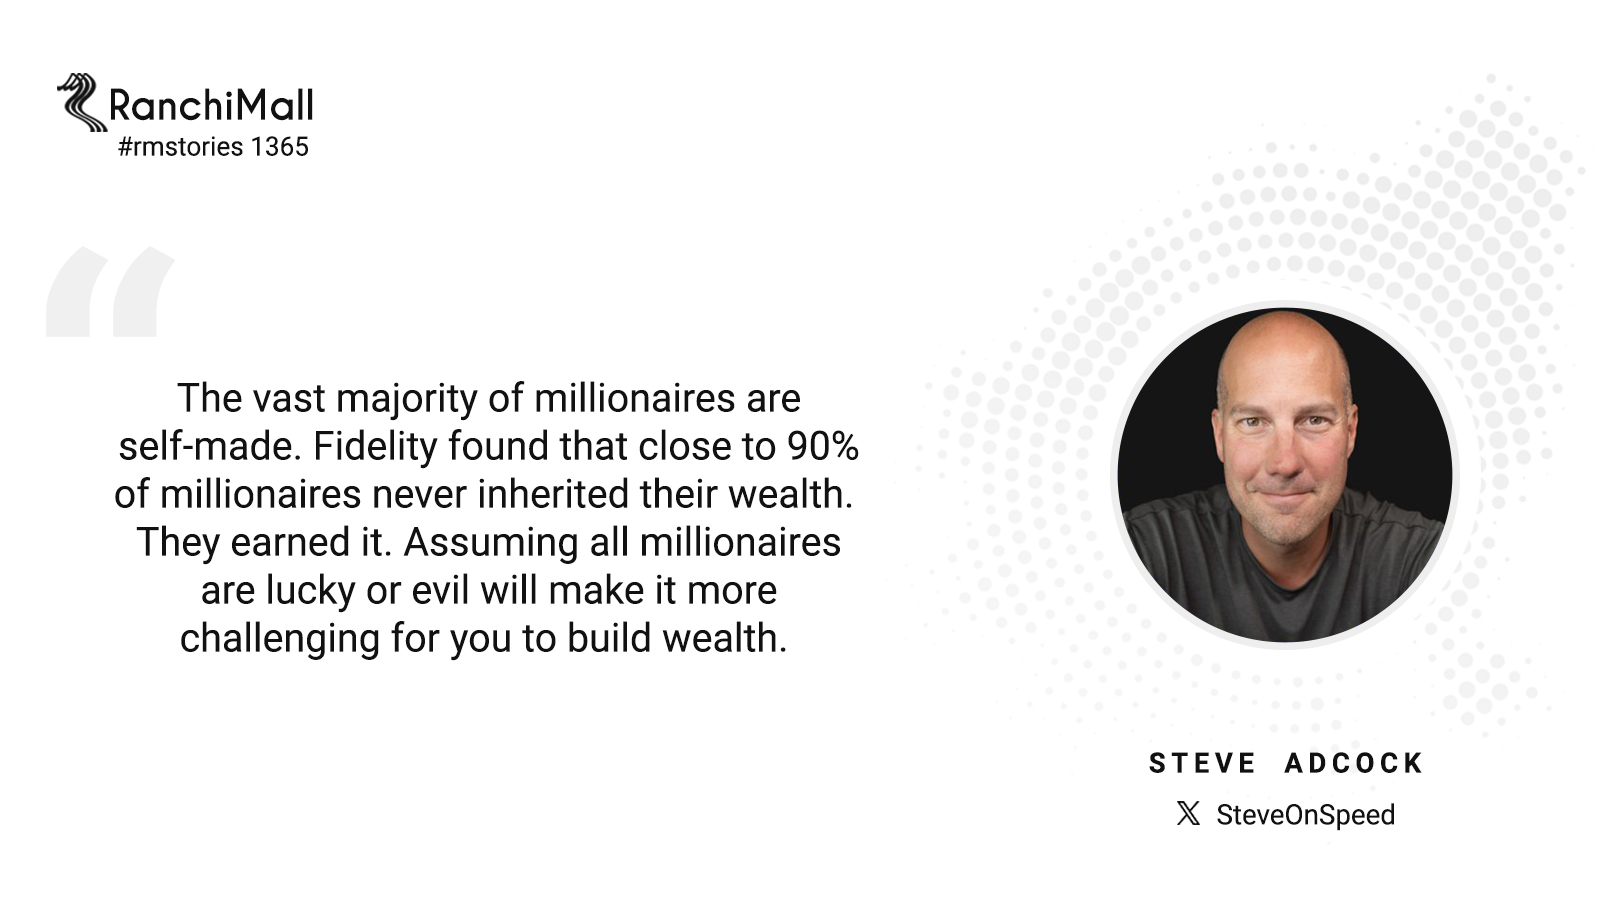 RanchiMall
#rmstories 1365
“
The vast majority of millionaires are
self-made. Fidelity found that close to 90%
of millionaires never inherited their wealth.
They earned it. Assuming all millionaires
are lucky or evil will make it more
challenging for you to build wealth.
STEVE ADCOCK
X SteveOnSpeed